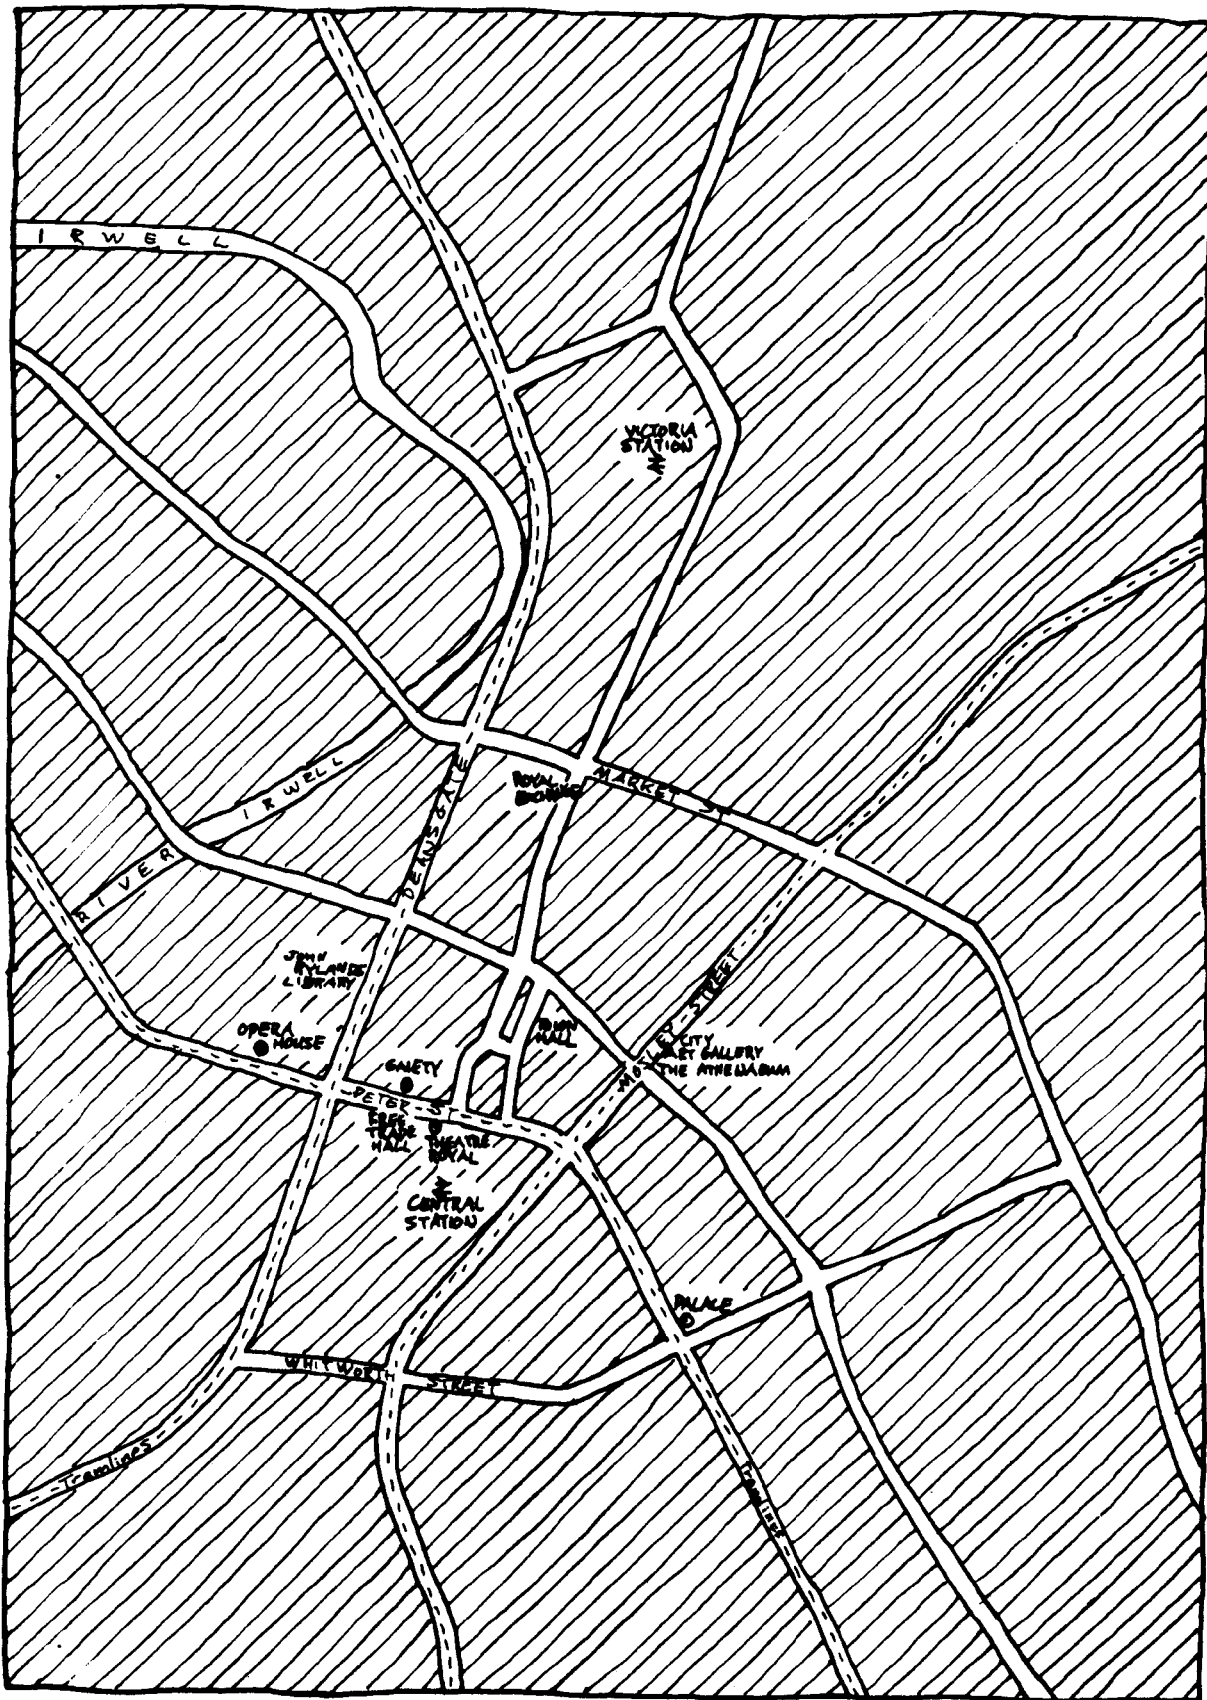 IRWELL
VICTORIA
STATION
MARKET ST
ROYAL
EXCHANGE
IRWELL
RIVER
DEANSGATE
JOHN
RYLANDS
LIBRARY
OPERA
HOUSE
TOWN
HALL
MOSLEY STREET
CITY
ART GALLERY
THE ATHENAEUM
GAIETY
PETER ST
FREE
TRADE
HALL
THEATRE
ROYAL
CENTRAL
STATION
PALACE
WHITWORTH STREET
Tramlines
Tramlines